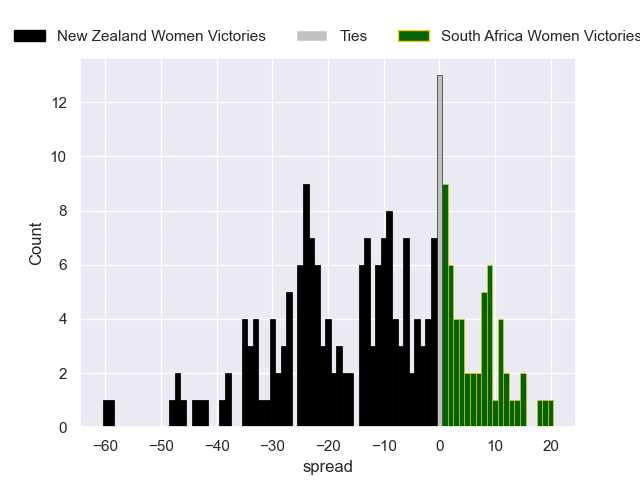 New Zealand Women Victories Ties South Africa Women Victories
12
10
8
6
4
2
0
Count
−60 −50 −40 −30 −20 −10 0 10 20
spread